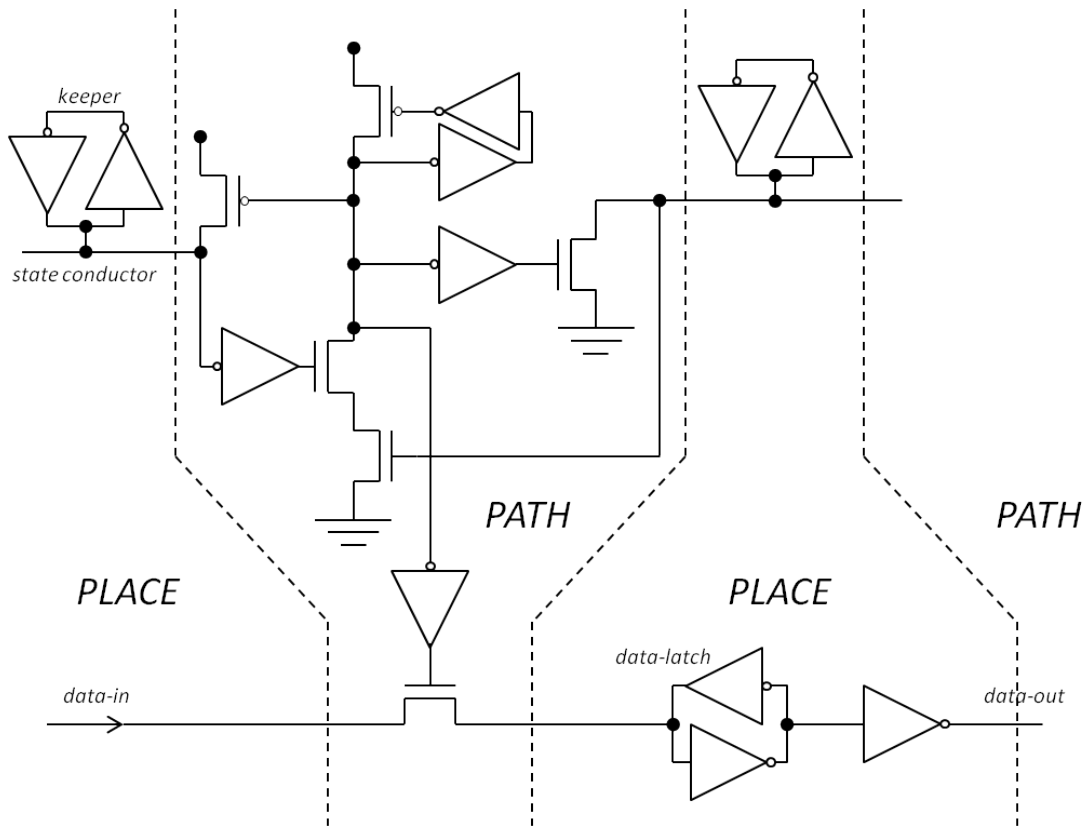 keeper
state conductor
PATH
PATH
PLACE
PLACE
data-latch
data-in
data-out